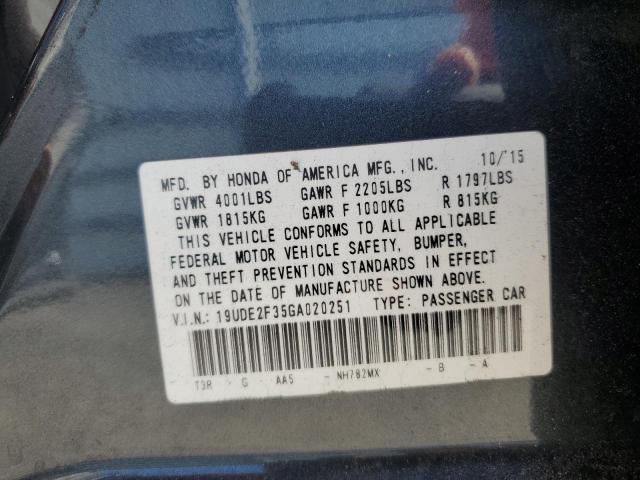 MFD. BY HONDA OF AMERICA MFG., INC. 10/'15
GVWR 4001LBS GAWR F 2205LBS R 1797LBS
GVWR 1815KG GAWR F 1000KG R 815KG
THIS VEHICLE CONFORMS TO ALL APPLICABLE
FEDERAL MOTOR VEHICLE SAFETY, BUMPER,
AND THEFT PREVENTION STANDARDS IN EFFECT
ON THE DATE OF MANUFACTURE SHOWN ABOVE.
V.I.N.: 19UDE2F35GA020251 TYPE: PASSENGER CAR
T3R - G AA5 - NH782MX - B - A